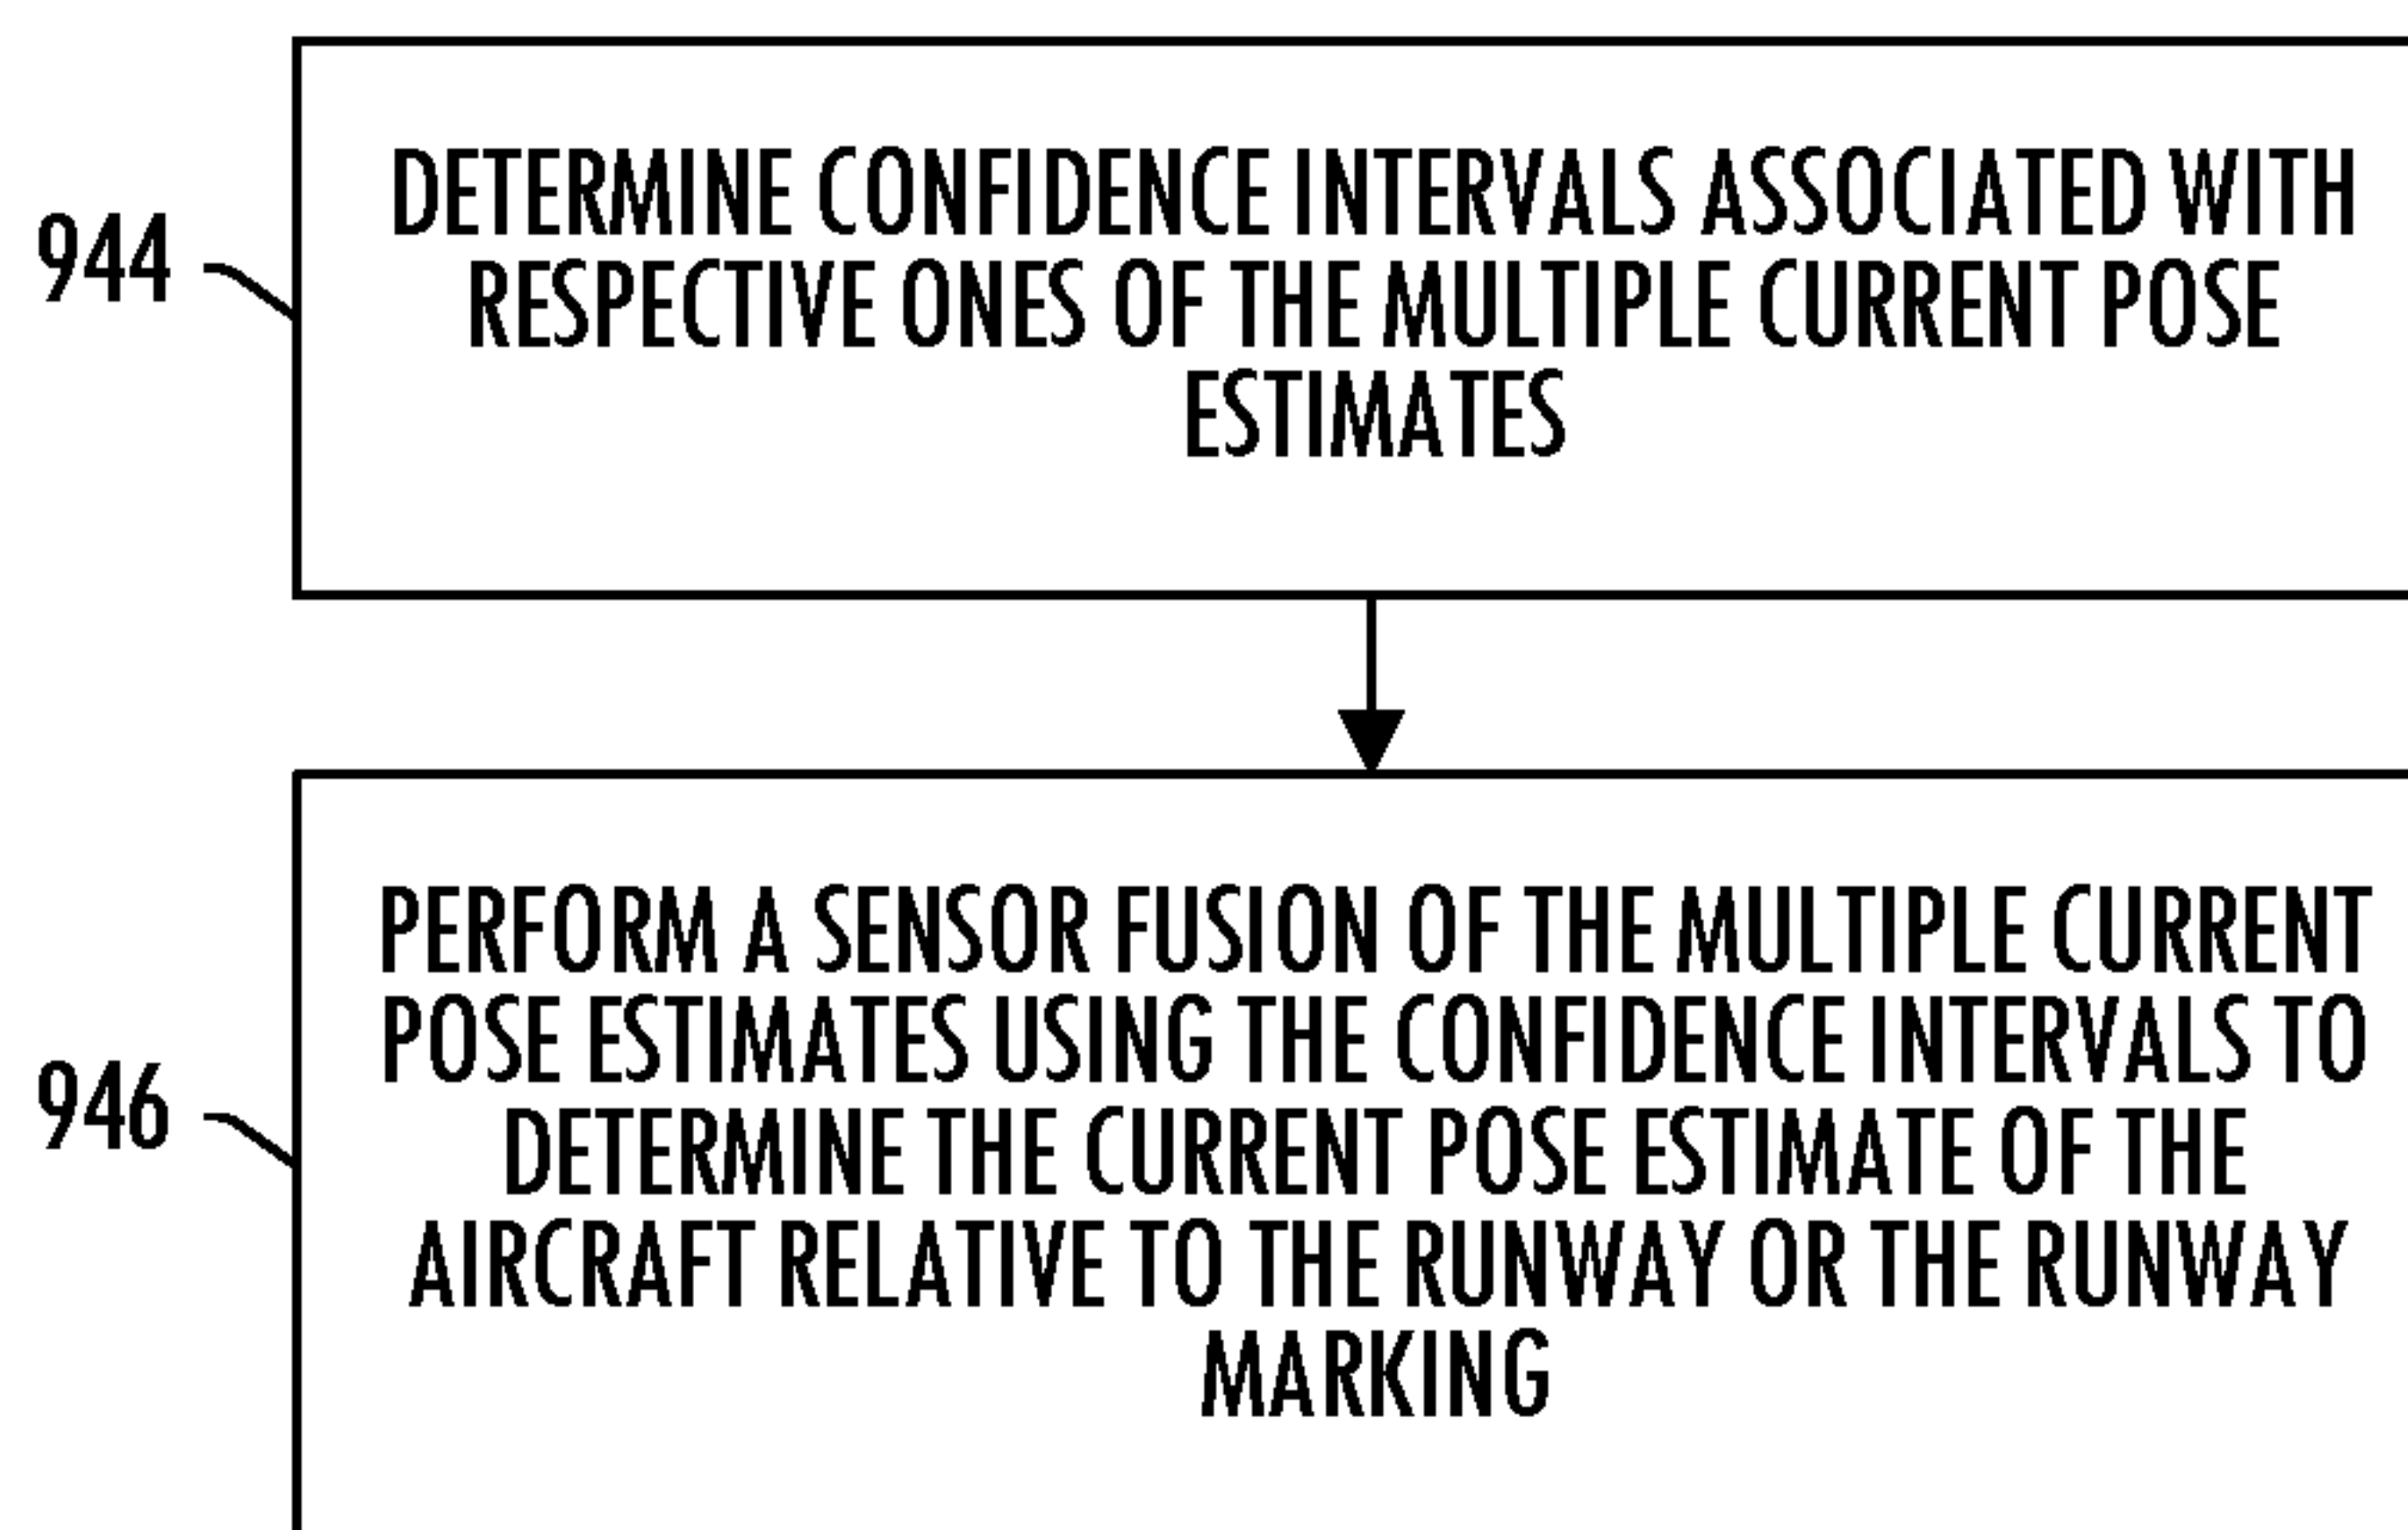 944
DETERMINE CONFIDENCE INTERVALS ASSOCIATED WITH
RESPECTIVE ONES OF THE MULTIPLE CURRENT POSE
ESTIMATES
946
PERFORM A SENSOR FUSION OF THE MULTIPLE CURRENT
POSE ESTIMATES USING THE CONFIDENCE INTERVALS TO
DETERMINE THE CURRENT POSE ESTIMATE OF THE
AIRCRAFT RELATIVE TO THE RUNWAY OR THE RUNWAY
MARKING